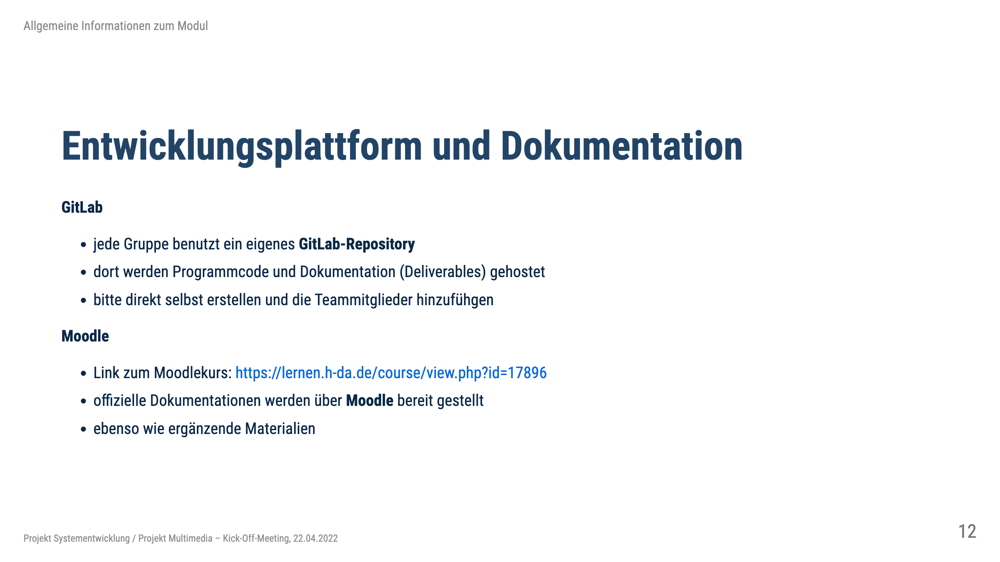 Allgemeine Informationen zum Modul
Entwicklungsplattform und Dokumentation
GitLab
• jede Gruppe benutzt ein eigenes GitLab-Repository
• dort werden Programmcode und Dokumentation (Deliverables) gehostet
• bitte direkt selbst erstellen und die Teammitglieder hinzufühgen
Moodle
• Link zum Moodlekurs: https://lernen.h-da.de/course/view.php?id=17896
• offizielle Dokumentationen werden über Moodle bereit gestellt
• ebenso wie ergänzende Materialien
Projekt Systementwicklung / Projekt Multimedia – Kick-Off-Meeting, 22.04.2022
12